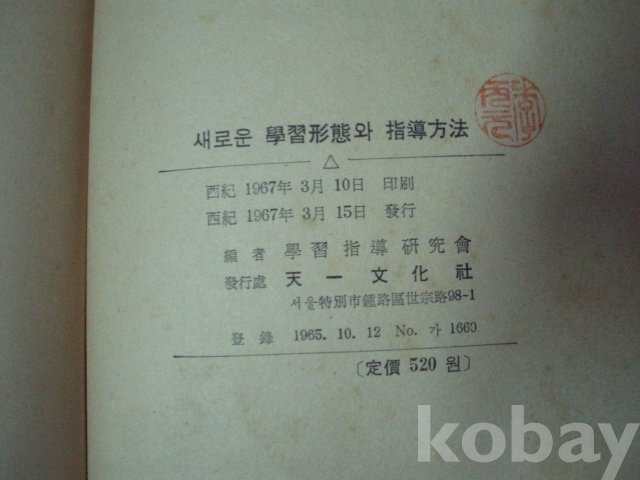 새로운 學習形態와 指導方法
西紀 1967年 3月 10日 印刷
西紀 1967年 3月 15日 發行
編者 學習指導研究會
發行處 天一文化社
서울特別市鍾路區世宗路98-1
登錄 1965. 10. 12 No. 가 1660
〔定價 520 원〕
kobay